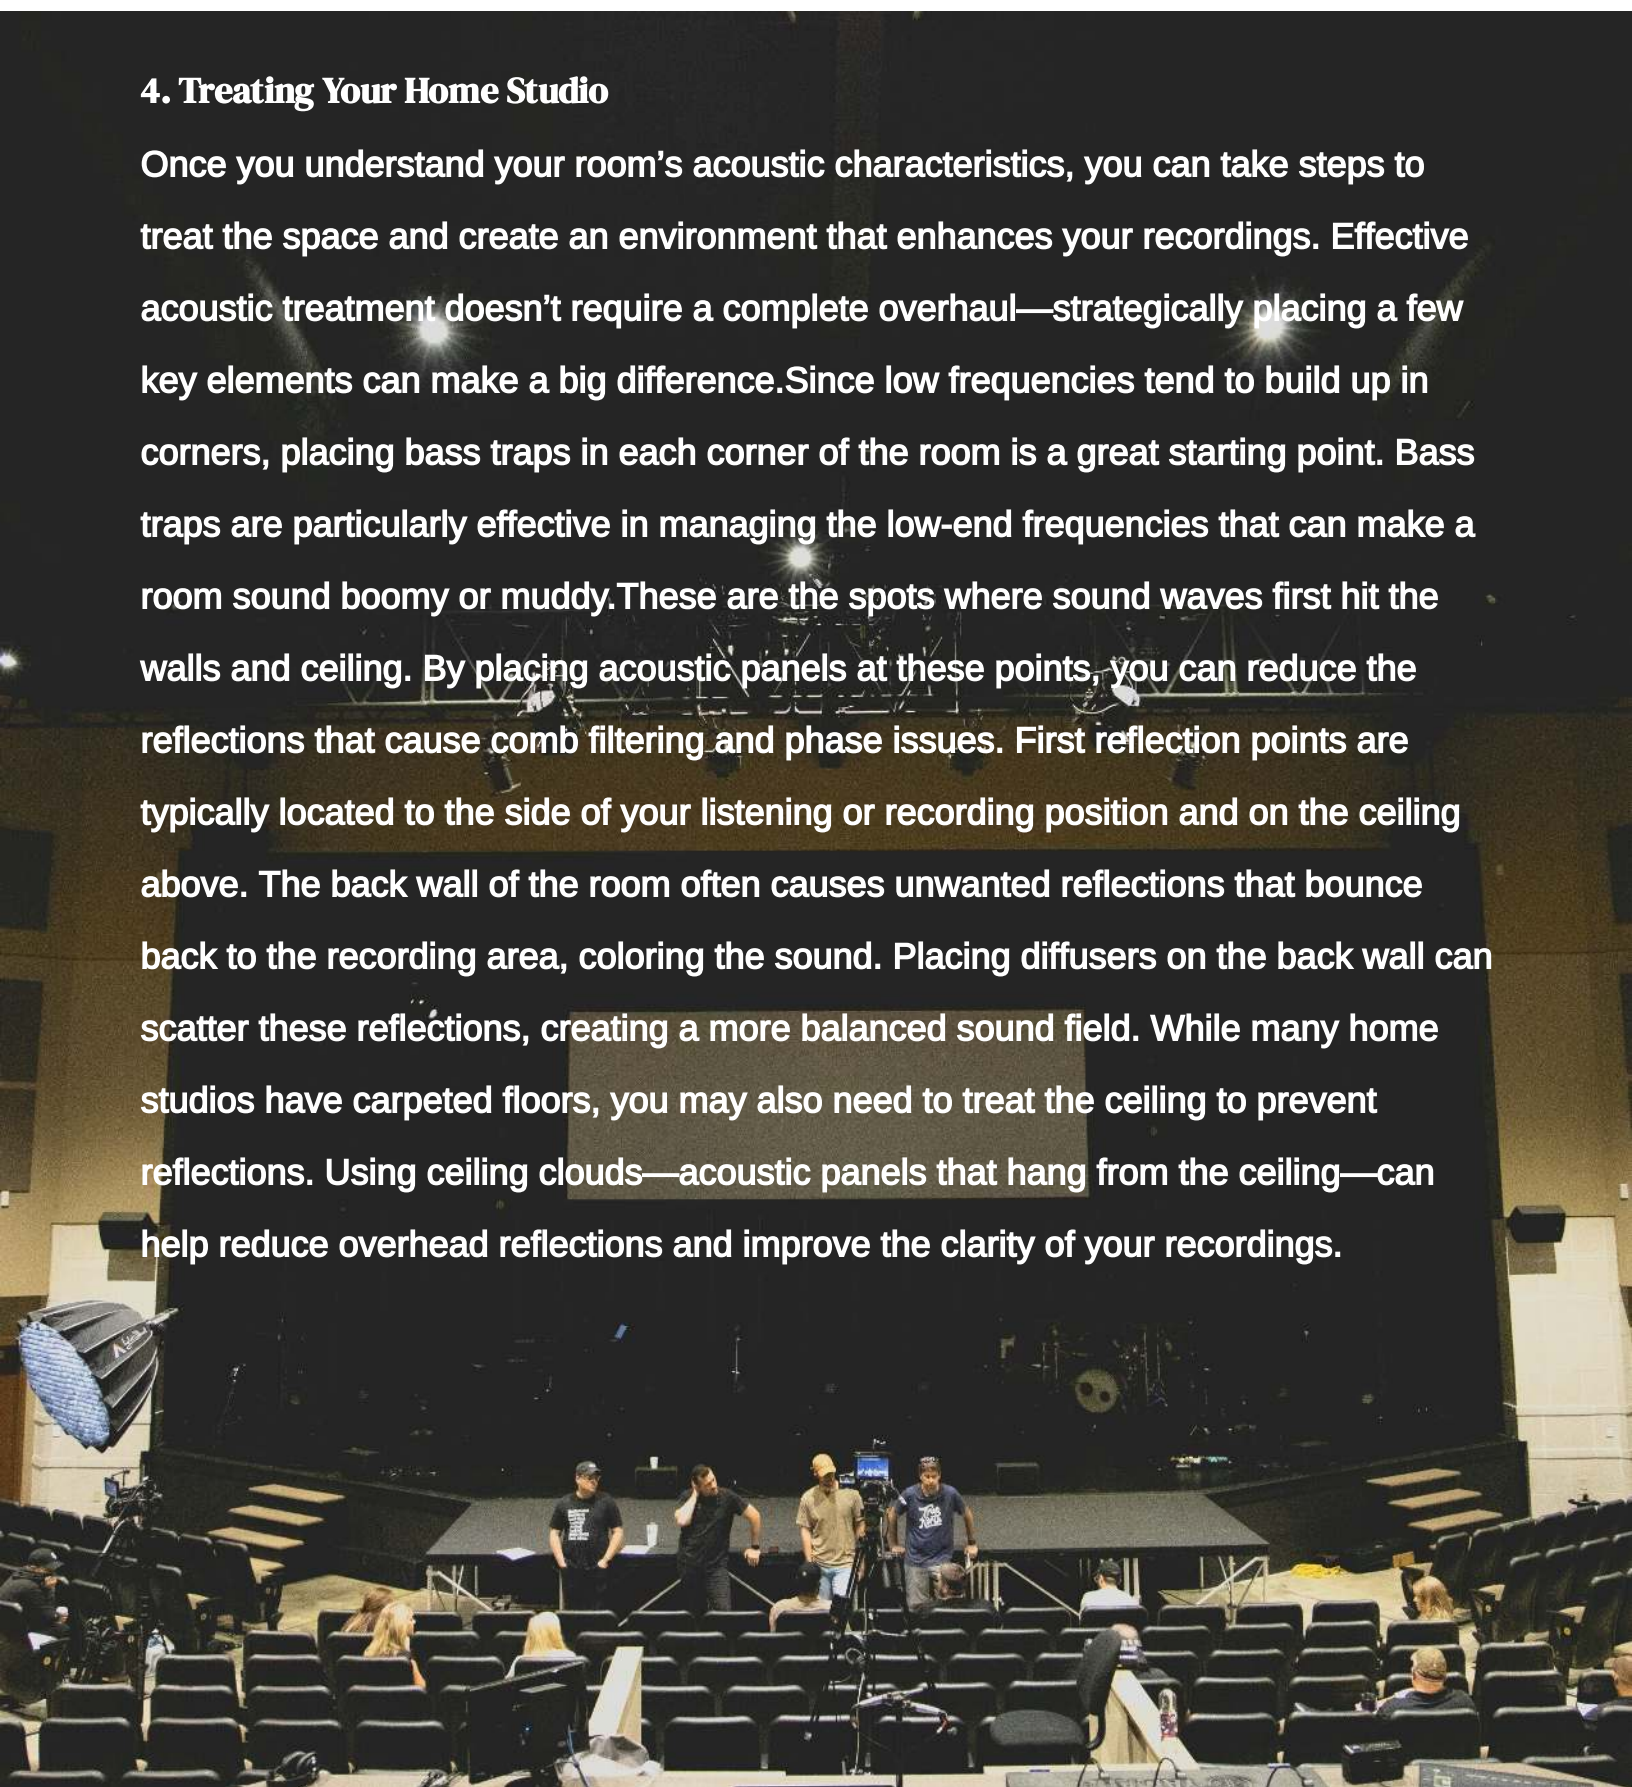 4. Treating Your Home Studio
Once you understand your room’s acoustic characteristics, you can take steps to
treat the space and create an environment that enhances your recordings. Effective
acoustic treatment doesn’t require a complete overhaul—strategically placing a few
key elements can make a big difference.Since low frequencies tend to build up in
corners, placing bass traps in each corner of the room is a great starting point. Bass
traps are particularly effective in managing the low-end frequencies that can make a
room sound boomy or muddy.These are the spots where sound waves first hit the
walls and ceiling. By placing acoustic panels at these points, you can reduce the
reflections that cause comb filtering and phase issues. First reflection points are
typically located to the side of your listening or recording position and on the ceiling
above. The back wall of the room often causes unwanted reflections that bounce
back to the recording area, coloring the sound. Placing diffusers on the back wall can
scatter these reflections, creating a more balanced sound field. While many home
studios have carpeted floors, you may also need to treat the ceiling to prevent
reflections. Using ceiling clouds—acoustic panels that hang from the ceiling—can
help reduce overhead reflections and improve the clarity of your recordings.